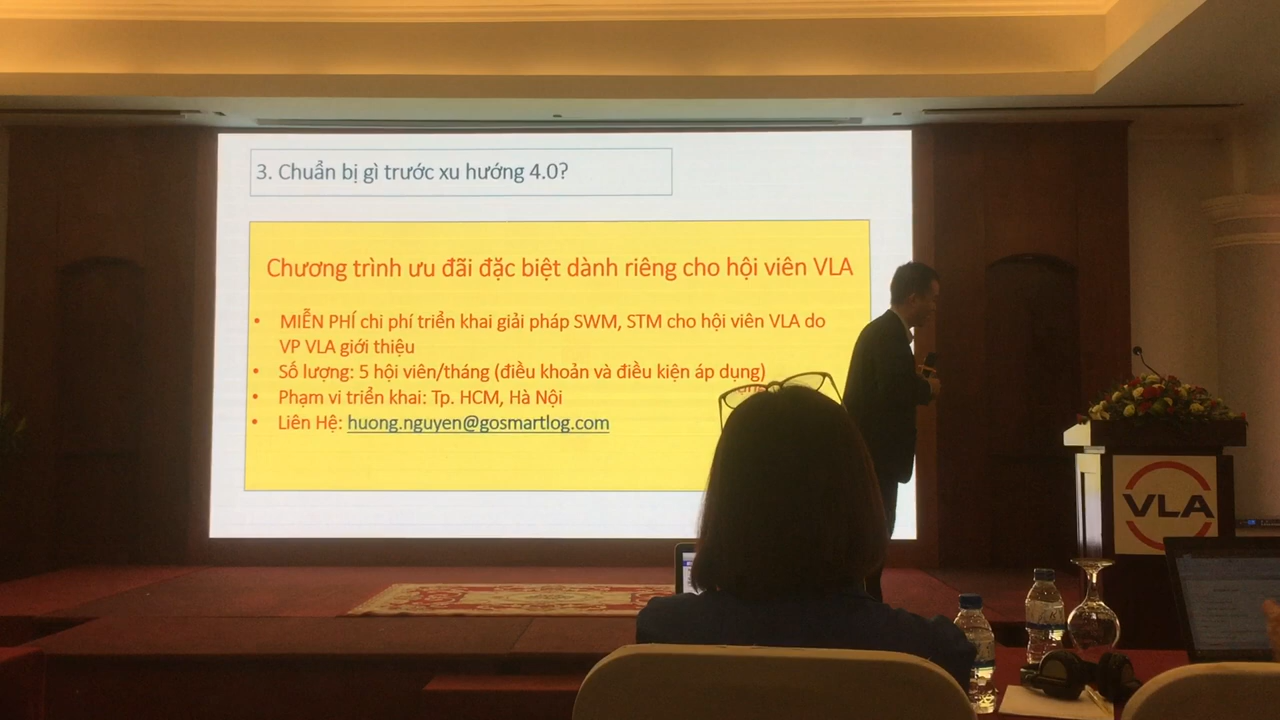 3. Chuẩn bị gì trước xu hướng 4.0?
Chương trình ưu đãi đặc biệt dành riêng cho hội viên VLA
• MIỄN PHÍ chi phí triển khai giải pháp SWM, STM cho hội viên VLA do
VP VLA giới thiệu
• Số lượng: 5 hội viên/tháng (điều khoản và điều kiện áp dụng)
• Phạm vi triển khai: Tp. HCM, Hà Nội
• Liên Hệ: huong.nguyen@gosmartlog.com
VLA